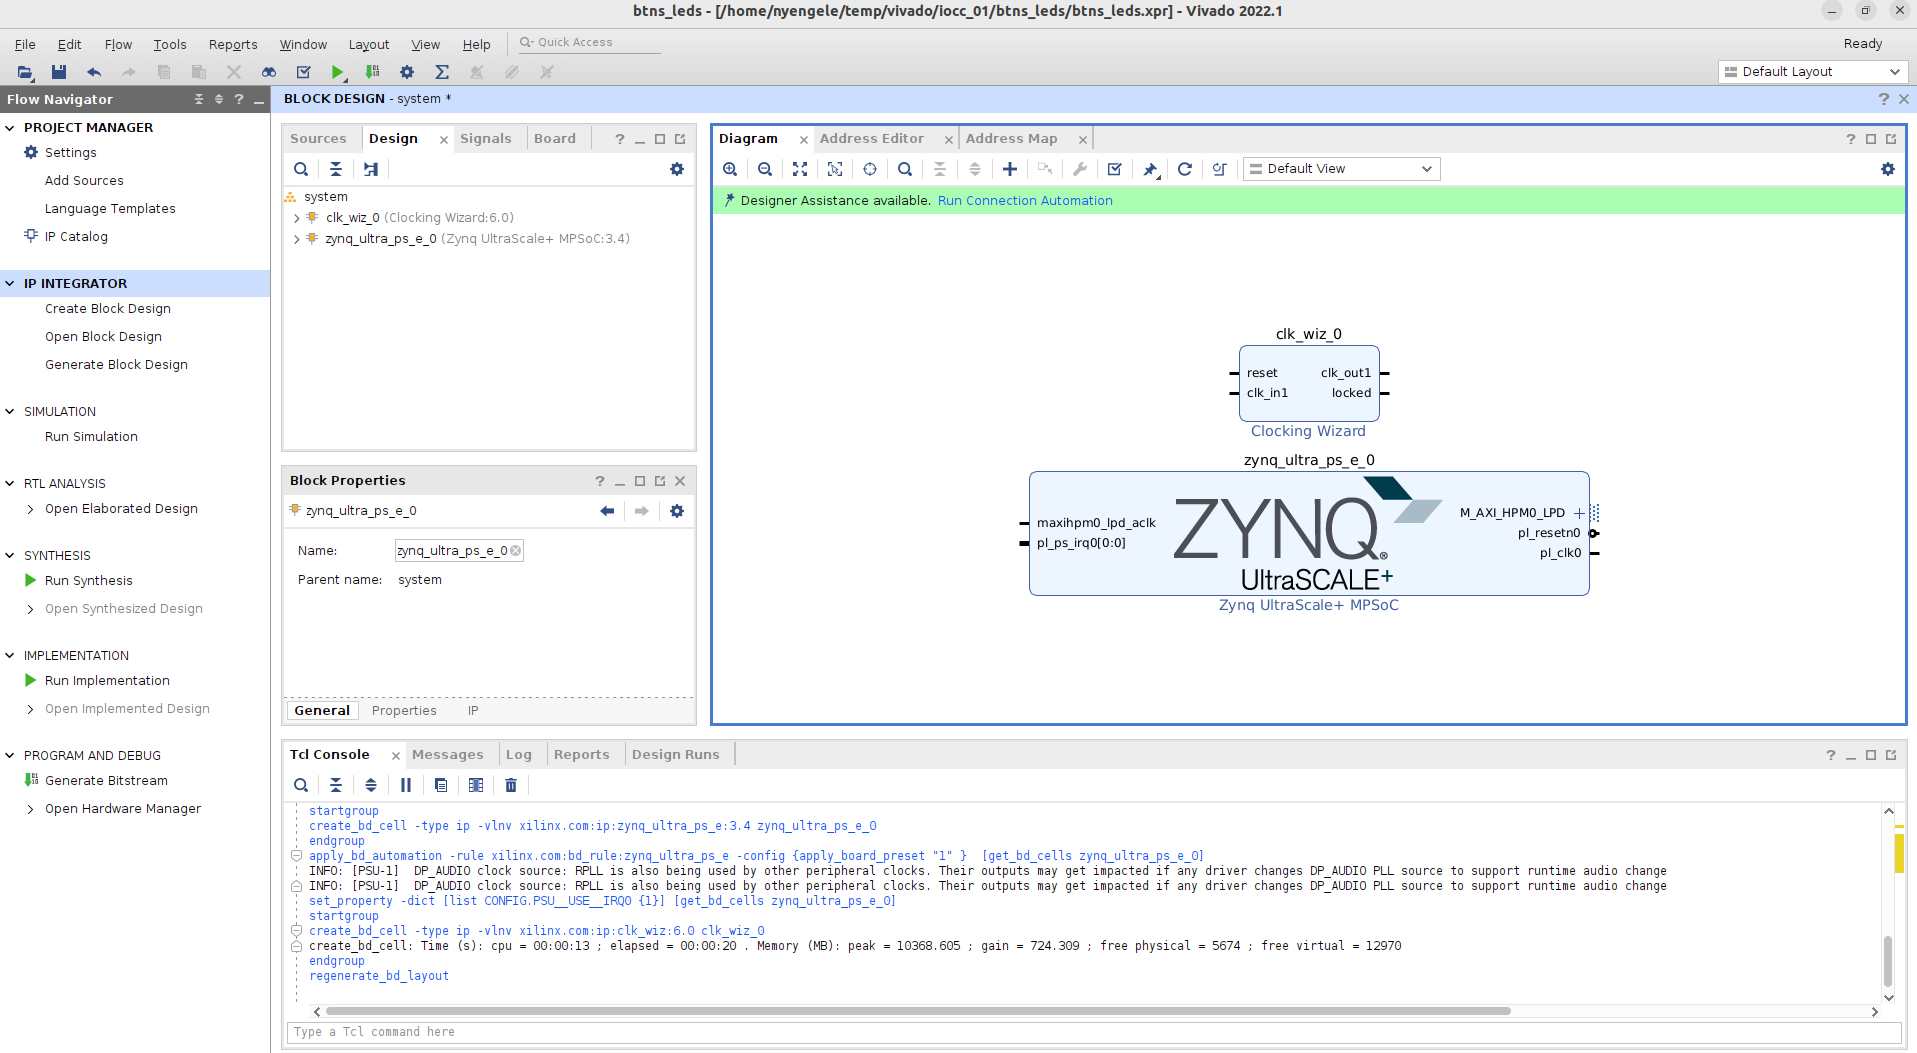 btns_leds - [/home/nyengele/temp/vivado/iocc_01/btns_leds/btns_leds.xpr] - Vivado 2022.1
File Edit Flow Tools Reports Window Layout View Help Quick Access Ready
Default Layout
Flow Navigator
PROJECT MANAGER
Settings
Add Sources
Language Templates
IP Catalog
IP INTEGRATOR
Create Block Design
Open Block Design
Generate Block Design
SIMULATION
Run Simulation
RTL ANALYSIS
Open Elaborated Design
SYNTHESIS
Run Synthesis
Open Synthesized Design
IMPLEMENTATION
Run Implementation
Open Implemented Design
PROGRAM AND DEBUG
Generate Bitstream
Open Hardware Manager
BLOCK DESIGN - system *
Sources Design Signals Board
system
clk_wiz_0 (Clocking Wizard:6.0)
zynq_ultra_ps_e_0 (Zynq UltraScale+ MPSoC:3.4)
Block Properties
zynq_ultra_ps_e_0
Name: zynq_ultra_ps_e_0
Parent name: system
General Properties IP
Diagram Address Editor Address Map
Default View
Designer Assistance available. Run Connection Automation
clk_wiz_0
reset clk_out1
clk_in1 locked
Clocking Wizard
zynq_ultra_ps_e_0
maxihpm0_lpd_aclk
pl_ps_irq0[0:0]
ZYNQ®
UltraSCALE+
M_AXI_HPM0_LPD
pl_resetn0
pl_clk0
Zynq UltraScale+ MPSoC
Tcl Console Messages Log Reports Design Runs
startgroup
create_bd_cell -type ip -vlnv xilinx.com:ip:zynq_ultra_ps_e:3.4 zynq_ultra_ps_e_0
endgroup
apply_bd_automation -rule xilinx.com:bd_rule:zynq_ultra_ps_e -config {apply_board_preset "1" }  [get_bd_cells zynq_ultra_ps_e_0]
INFO: [PSU-1]  DP_AUDIO clock source: RPLL is also being used by other peripheral clocks. Their outputs may get impacted if any driver changes DP_AUDIO PLL source to support runtime audio change
INFO: [PSU-1]  DP_AUDIO clock source: RPLL is also being used by other peripheral clocks. Their outputs may get impacted if any driver changes DP_AUDIO PLL source to support runtime audio change
set_property -dict [list CONFIG.PSU__USE__IRQ0 {1}] [get_bd_cells zynq_ultra_ps_e_0]
startgroup
create_bd_cell -type ip -vlnv xilinx.com:ip:clk_wiz:6.0 clk_wiz_0
create_bd_cell: Time (s): cpu = 00:00:13 ; elapsed = 00:00:20 . Memory (MB): peak = 10368.605 ; gain = 724.309 ; free physical = 5674 ; free virtual = 12970
endgroup
regenerate_bd_layout
Type a Tcl command here